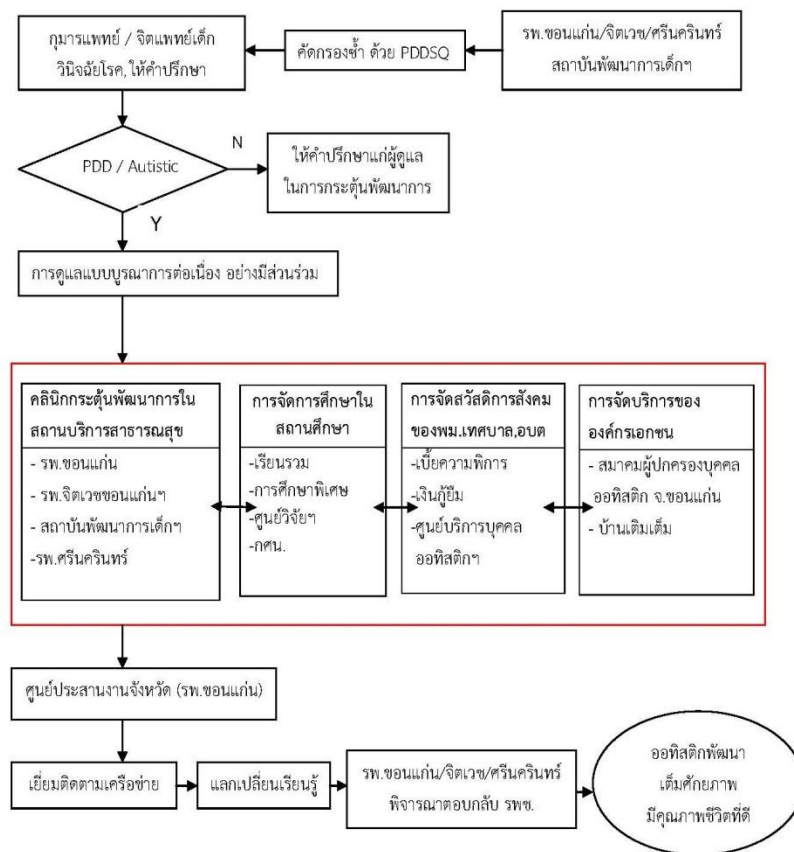 กุมารแพทย์ / จิตแพทย์เด็ก
วินิจฉัยโรค,ให้คำปรึกษา
คัดกรองซ้ำ ด้วย PDDSQ
รพ.ขอนแก่น/จิตเวช/ศรีนครินทร์
สถาบันพัฒนาการเด็กฯ
PDD / Autistic
N
ให้คำปรึกษาแก่ผู้ดูแล
ในการกระตุ้นพัฒนาการ
Y
การดูแลแบบบูรณาการต่อเนื่อง อย่างมีส่วนร่วม
คลินิกกระตุ้นพัฒนาการใน
สถานบริการสาธารณสุข
- รพ.ขอนแก่น
- รพ.จิตเวชขอนแก่นฯ
- สถาบันพัฒนาการเด็กฯ
-รพ.ศรีนครินทร์
การจัดการศึกษาใน
สถานศึกษา
-เรียนรวม
-การศึกษาพิเศษ
-ศูนย์วิจัยฯ
-กศน.
การจัดสวัสดิการสังคม
ของพม.เทศบาล,อบต
-เบี้ยความพิการ
-เงินกู้ยืม
-ศูนย์บริการบุคคล
ออทิสติกฯ
การจัดบริการของ
องค์กรเอกชน
- สมาคมผู้ปกครองบุคคล
ออทิสติก จ.ขอนแก่น
- บ้านเติมเต็ม
ศูนย์ประสานงานจังหวัด (รพ.ขอนแก่น)
เยี่ยมติดตามเครือข่าย
แลกเปลี่ยนเรียนรู้
รพ.ขอนแก่น/จิตเวช/ศรีนครินทร์
พิจารณาตอบกลับ รพช.
ออทิสติกพัฒนา
เต็มศักยภาพ
มีคุณภาพชีวิตที่ดี